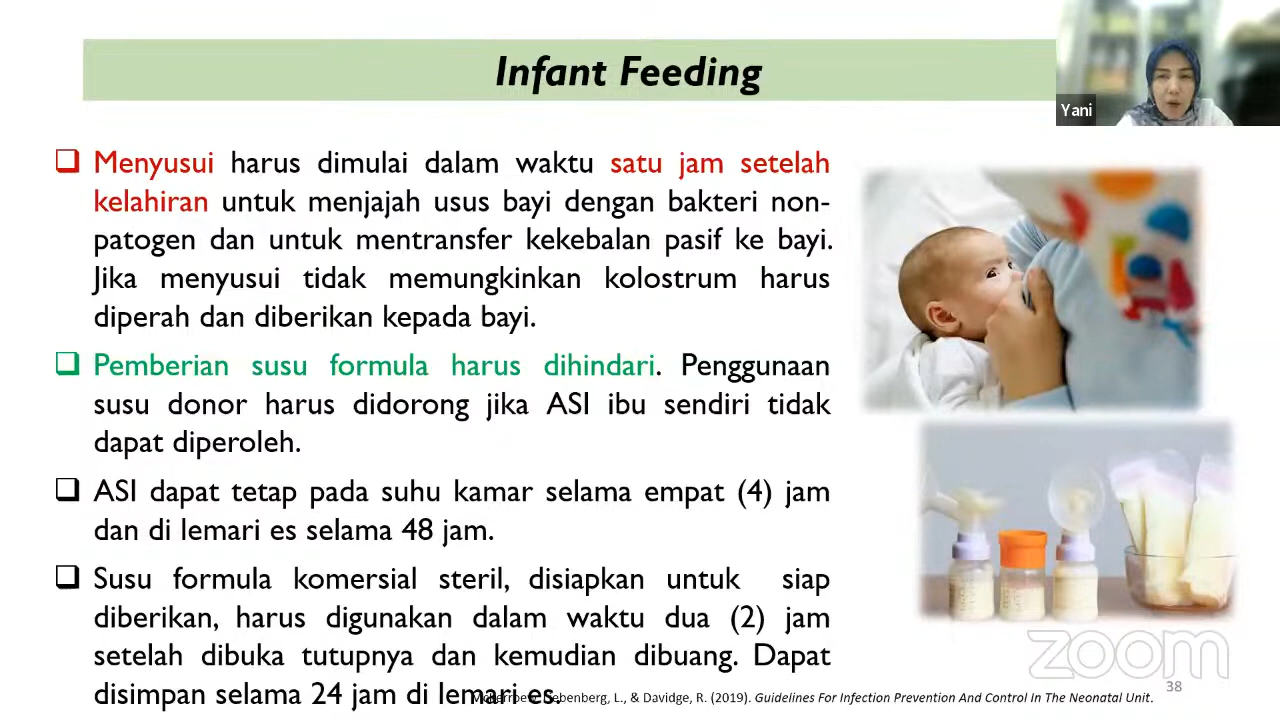 Infant Feeding
Yani
Menyusui harus dimulai dalam waktu satu jam setelah
kelahiran untuk menjajah usus bayi dengan bakteri non-
patogen dan untuk mentransfer kekebalan pasif ke bayi.
Jika menyusui tidak memungkinkan kolostrum harus
diperah dan diberikan kepada bayi.
Pemberian susu formula harus dihindari. Penggunaan
susu donor harus didorong jika ASI ibu sendiri tidak
dapat diperoleh.
ASI dapat tetap pada suhu kamar selama empat (4) jam
dan di lemari es selama 48 jam.
Susu formula komersial steril, disiapkan untuk siap
diberikan, harus digunakan dalam waktu dua (2) jam
setelah dibuka tutupnya dan kemudian dibuang. Dapat
disimpan selama 24 jam di lemari es.
L., & Davidge, R. (2019). Guidelines For Infection Prevention And Control In The Neonatal Unit.
38
zoom